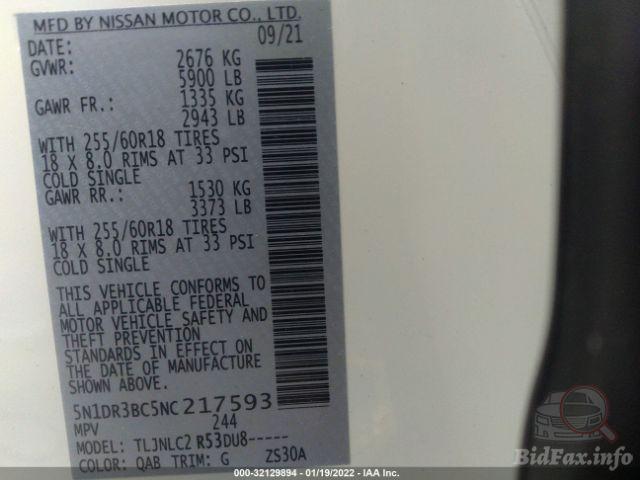 MFD BY NISSAN MOTOR CO., LTD.
DATE: 09/21
GVWR: 2676 KG
5900 LB
GAWR FR.: 1335 KG
2943 LB
WITH 255/60R18 TIRES
18 X 8.0 RIMS AT 33 PSI
COLD SINGLE
GAWR RR.: 1530 KG
3373 LB
WITH 255/60R18 TIRES
18 X 8.0 RIMS AT 33 PSI
COLD SINGLE
THIS VEHICLE CONFORMS TO
ALL APPLICABLE FEDERAL
MOTOR VEHICLE SAFETY AND
THEFT PREVENTION
STANDARDS IN EFFECT ON
THE DATE OF MANUFACTURE
SHOWN ABOVE.
5N1DR3BC5NC217593
MPV 244
MODEL: TLJNLC2 R53DU8-----
COLOR: QAB TRIM: G ZS30A
000-32129894 - 01/19/2022 - IAA Inc.
BidFax.info